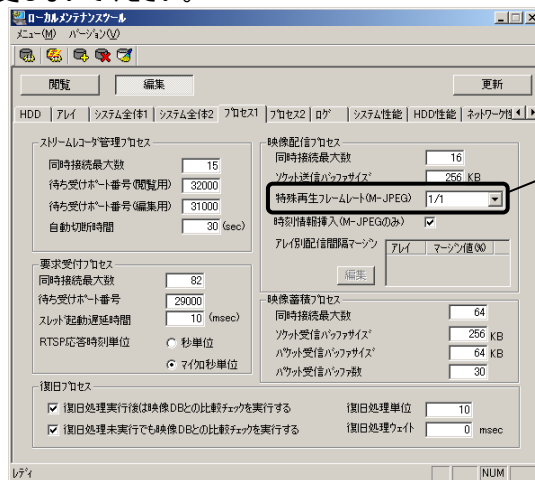 ローカルメンテナンスツール
メニュー(M) バージョン(V)
閲覧 編集 更新
HDD アレイ システム全体1 システム全体2 プロセス1 プロセス2 ログ システム性能 HDD性能
ストリームレコーダ管理プロセス
同時接続最大数 15
待ち受けポート番号(閲覧用) 32000
待ち受けポート番号(編集用) 31000
自動切断時間 30 (sec)
要求受付プロセス
同時接続最大数 82
待ち受けポート番号 29000
スレッド起動遅延時間 10 (msec)
RTSP応答時刻単位 秒単位
マイクロ秒単位
映像配信プロセス
同時接続最大数 16
ソケット送信バッファサイズ 256 KB
特殊再生フレームレート(M-JPEG) 1/1
時刻情報挿入(M-JPEGのみ)
アレイ別配信間隔マージン アレイ マージン値(%)
編集
映像蓄積プロセス
同時接続最大数 64
ソケット受信バッファサイズ 256 KB
パケット受信バッファサイズ 64 KB
パケット受信バッファ数 30
復旧プロセス
復旧処理実行後は映像DBとの比較チェックを実行する 復旧処理単位 10
復旧処理未実行でも映像DBとの比較チェックを実行する 復旧処理ウェイト 0 msec
レディ NUM